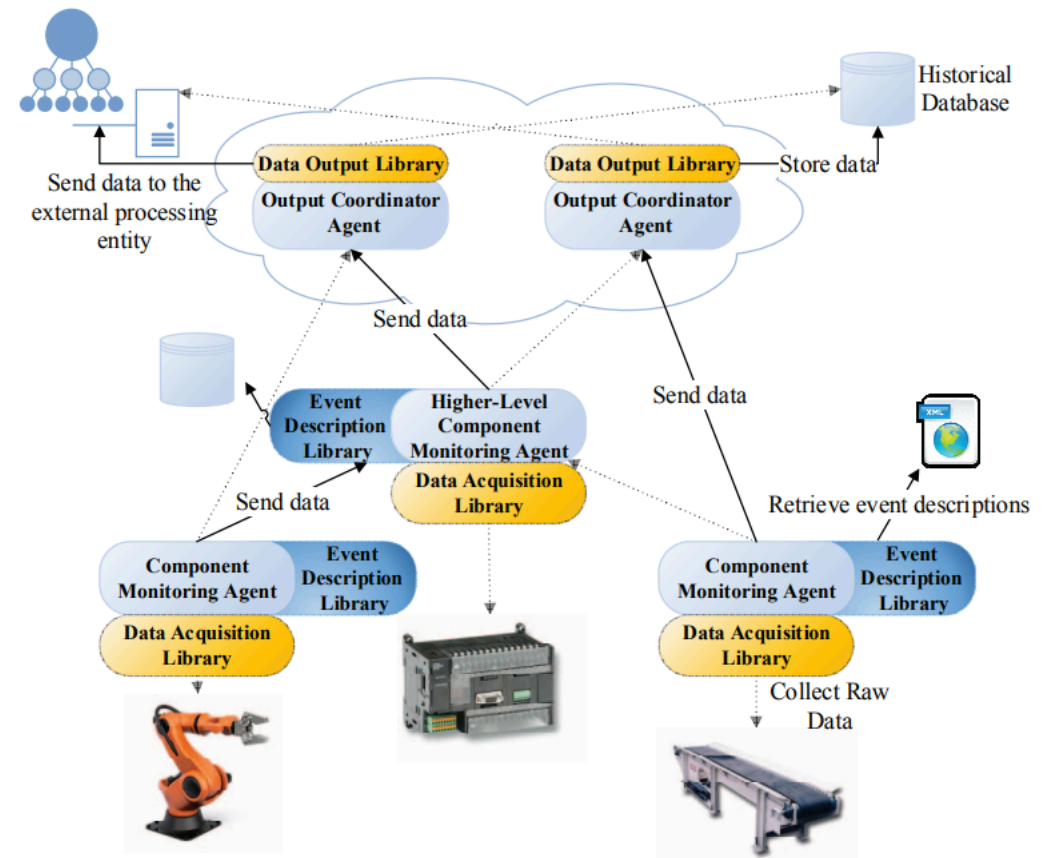 Historical
Database
Data Output Library
Data Output Library
Store data
Send data to the
external processing
entity
Output Coordinator
Agent
Output Coordinator
Agent
Send data
Send data
Event
Description
Library
Higher-Level
Component
Monitoring Agent
XML
Data Acquisition
Library
Send data
Retrieve event descriptions
Component
Monitoring Agent
Event
Description
Library
Component
Monitoring Agent
Event
Description
Library
Data Acquisition
Library
Data Acquisition
Library
Collect Raw
Data